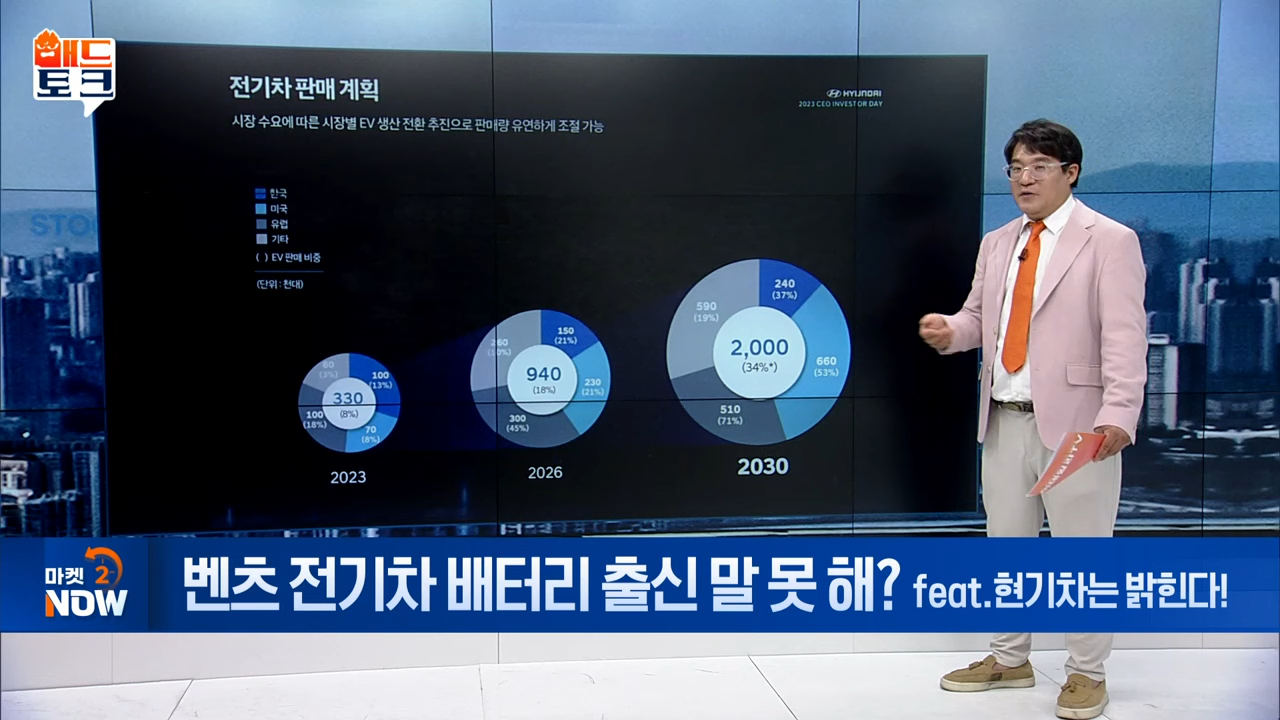 배드
토크
전기차 판매 계획
HYUNDAI
2023 CEO INVESTOR DAY
시장 수요에 따른 시장별 EV 생산 전환 추진으로 판매량 유연하게 조절 가능
한국
미국
유럽
기타
( ) EV 판매 비중
(단위 : 천대)
60
(3%)
100
(13%)
330
(8%)
100
(18%)
70
(8%)
2023
260
(10%)
150
(21%)
940
(18%)
230
(21%)
300
(45%)
2026
590
(19%)
240
(37%)
2,000
(34%*)
660
(53%)
510
(71%)
2030
마켓 2
NOW
벤츠 전기차 배터리 출신 말 못 해? feat.현기차는 밝힌다!